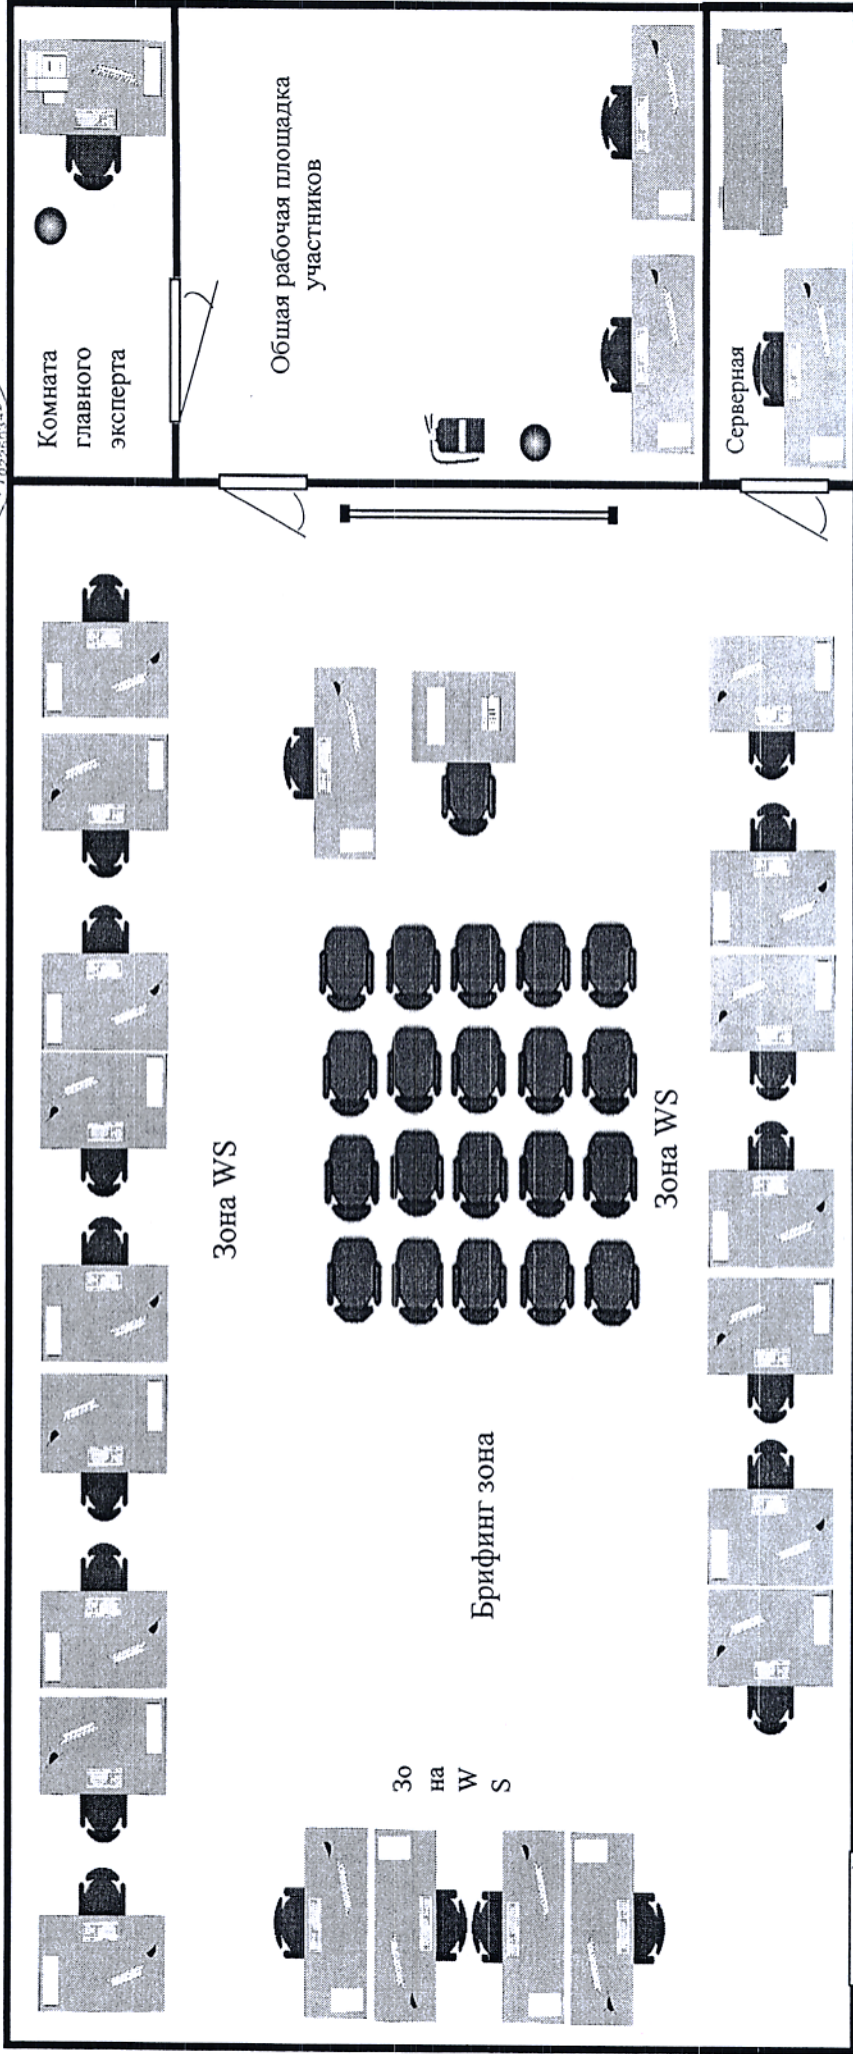 Комната
главного
эксперта
Общая рабочая площадка
участников
Серверная
Зона WS
Зона WS
Брифинг зона
Зо
на
W
S